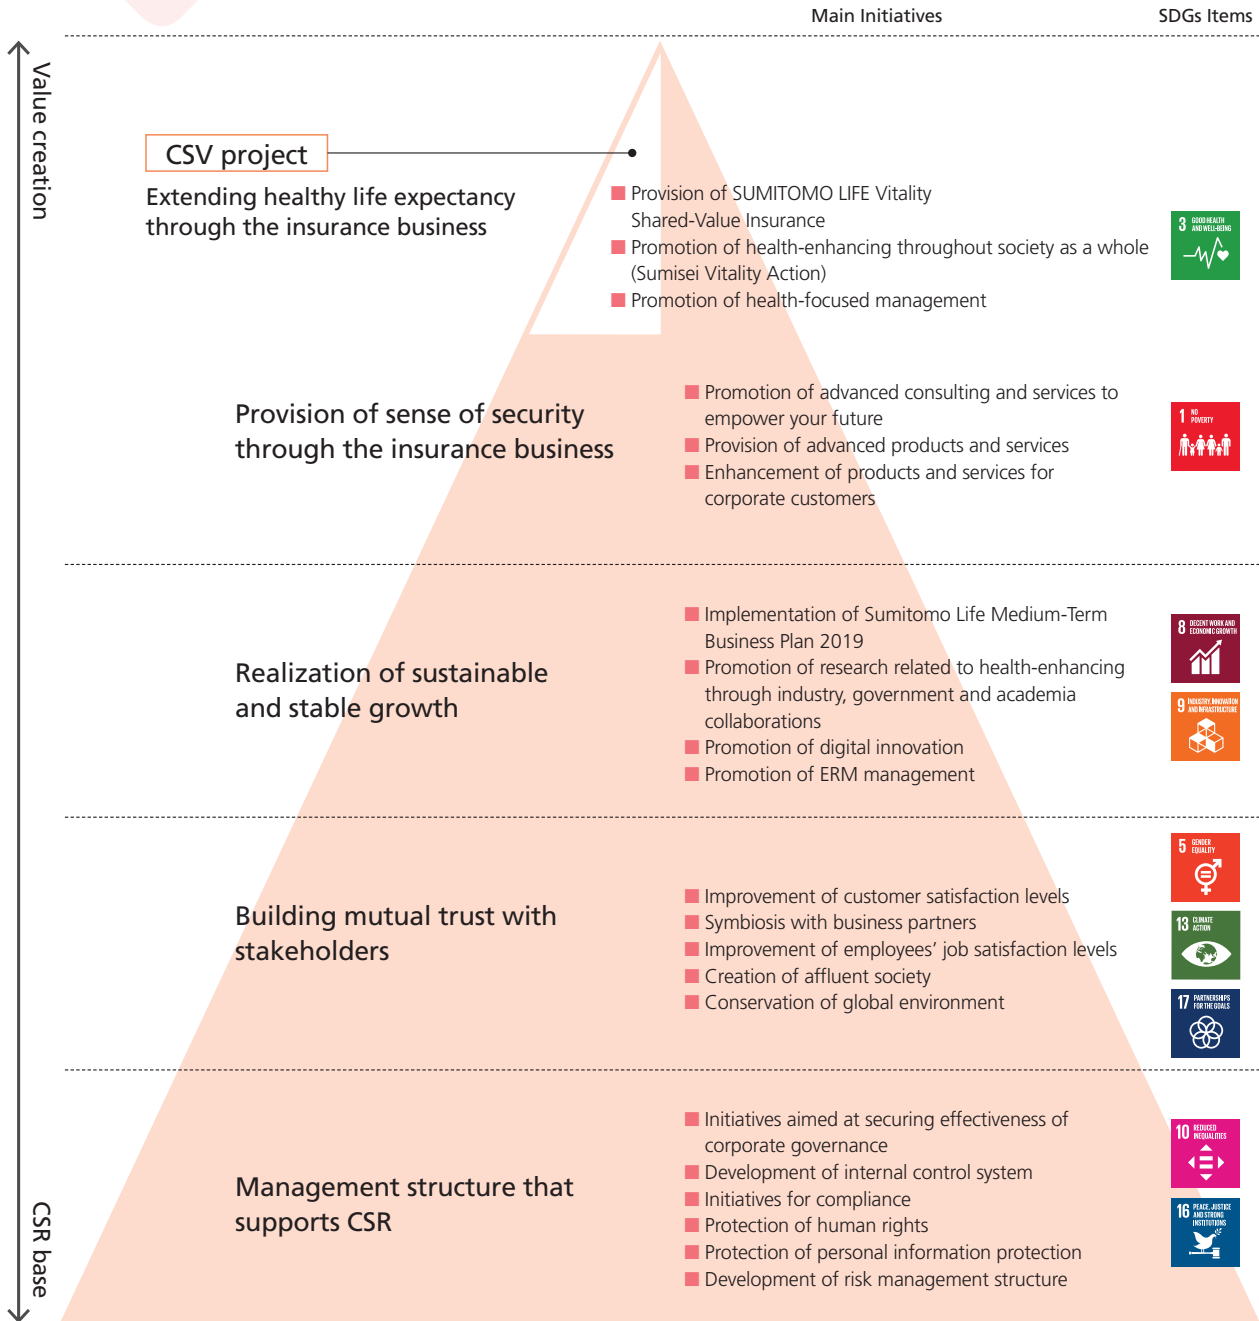 Main Initiatives
SDGs Items
Value creation
CSV project
Extending healthy life expectancy
through the insurance business
■ Provision of SUMITOMO LIFE Vitality
Shared-Value Insurance
■ Promotion of health-enhancing throughout society as a whole
(Sumisei Vitality Action)
■ Promotion of health-focused management
3 GOOD HEALTH
AND WELL-BEING
Provision of sense of security
through the insurance business
■ Promotion of advanced consulting and services to
empower your future
■ Provision of advanced products and services
■ Enhancement of products and services for
corporate customers
1 NO
POVERTY
Realization of sustainable
and stable growth
■ Implementation of Sumitomo Life Medium-Term
Business Plan 2019
■ Promotion of research related to health-enhancing
through industry, government and academia
collaborations
■ Promotion of digital innovation
■ Promotion of ERM management
8 DECENT WORK AND
ECONOMIC GROWTH
9 INDUSTRY, INNOVATION
AND INFRASTRUCTURE
Building mutual trust with
stakeholders
■ Improvement of customer satisfaction levels
■ Symbiosis with business partners
■ Improvement of employees’ job satisfaction levels
■ Creation of affluent society
■ Conservation of global environment
5 GENDER
EQUALITY
13 CLIMATE
ACTION
17 PARTNERSHIPS
FOR THE GOALS
Management structure that
supports CSR
■ Initiatives aimed at securing effectiveness of
corporate governance
■ Development of internal control system
■ Initiatives for compliance
■ Protection of human rights
■ Protection of personal information protection
■ Development of risk management structure
10 REDUCED
INEQUALITIES
16 PEACE, JUSTICE
AND STRONG
INSTITUTIONS
CSR base